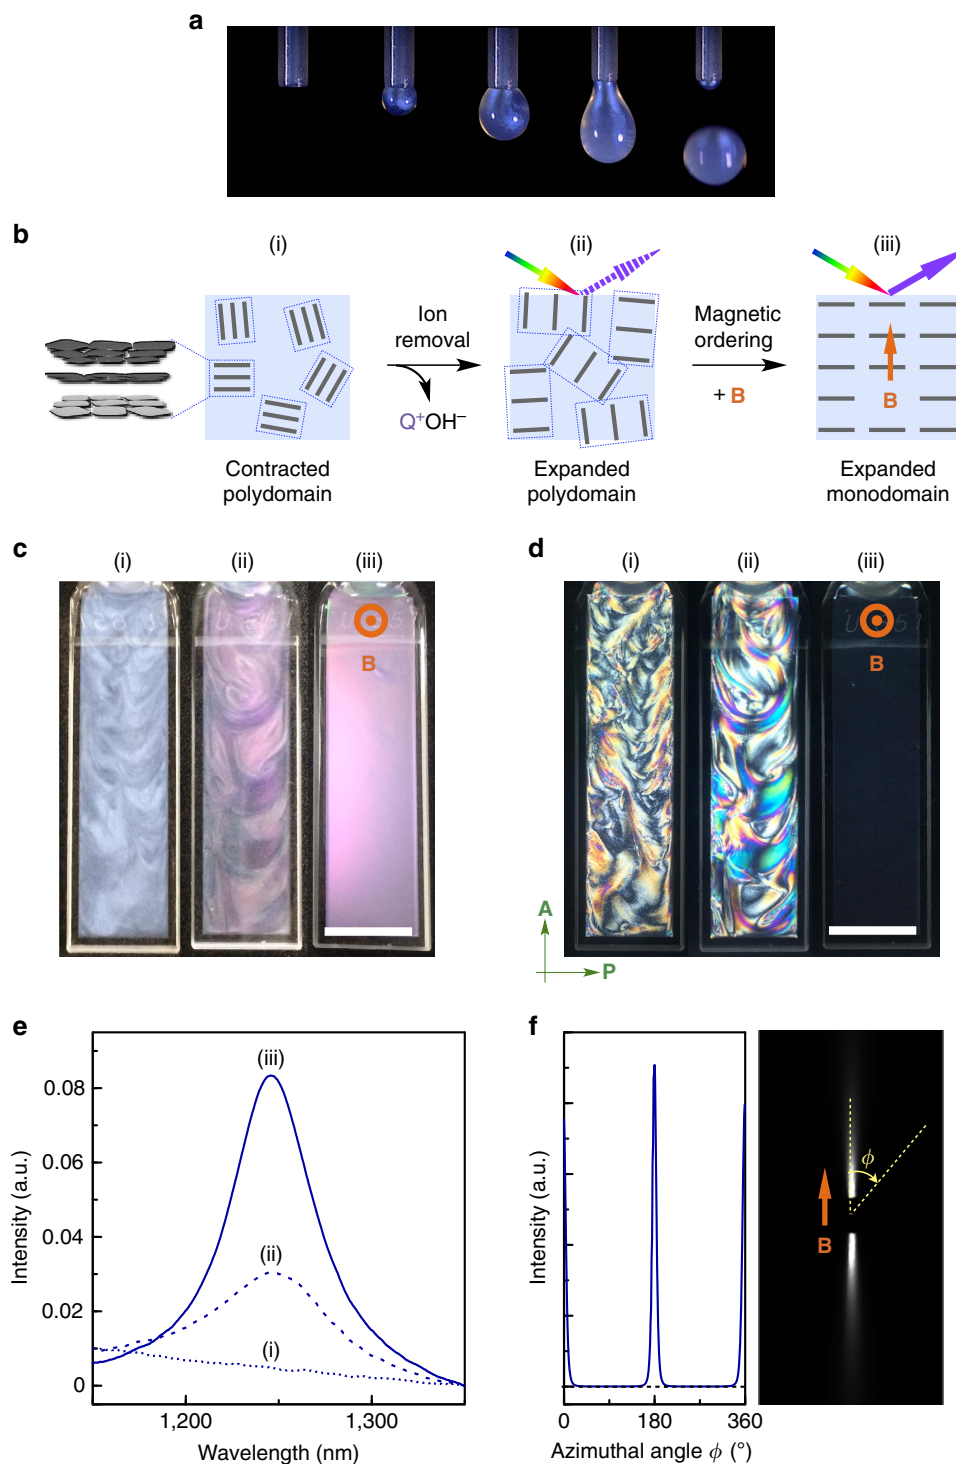 a
b
(i)
(ii)
(iii)
Ion
removal
Q⁺OH⁻
Magnetic
ordering
+ B
B
Contracted
polydomain
Expanded
polydomain
Expanded
monodomain
c
(i)
(ii)
(iii)
B
d
(i)
(ii)
(iii)
B
A
P
e
Intensity (a.u.)
0.08
0.06
0.04
0.02
0
(iii)
(ii)
(i)
1,200
1,300
Wavelength (nm)
f
Intensity (a.u.)
0
180
360
Azimuthal angle ϕ (°)
ϕ
B